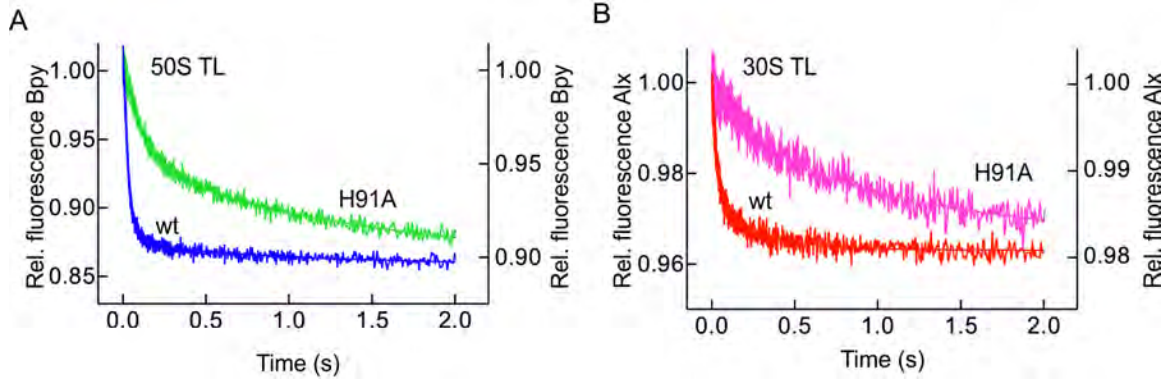 A
Rel. fluorescence Bpy
1.00
0.95
0.90
0.85
50S TL
H91A
wt
1.00
0.95
0.90
Rel. fluorescence Bpy
0.0 0.5 1.0 1.5 2.0
Time (s)
B
Rel. fluorescence Alx
1.00
0.98
0.96
30S TL
H91A
wt
1.00
0.99
0.98
Rel. fluorescence Alx
0.0 0.5 1.0 1.5 2.0
Time (s)